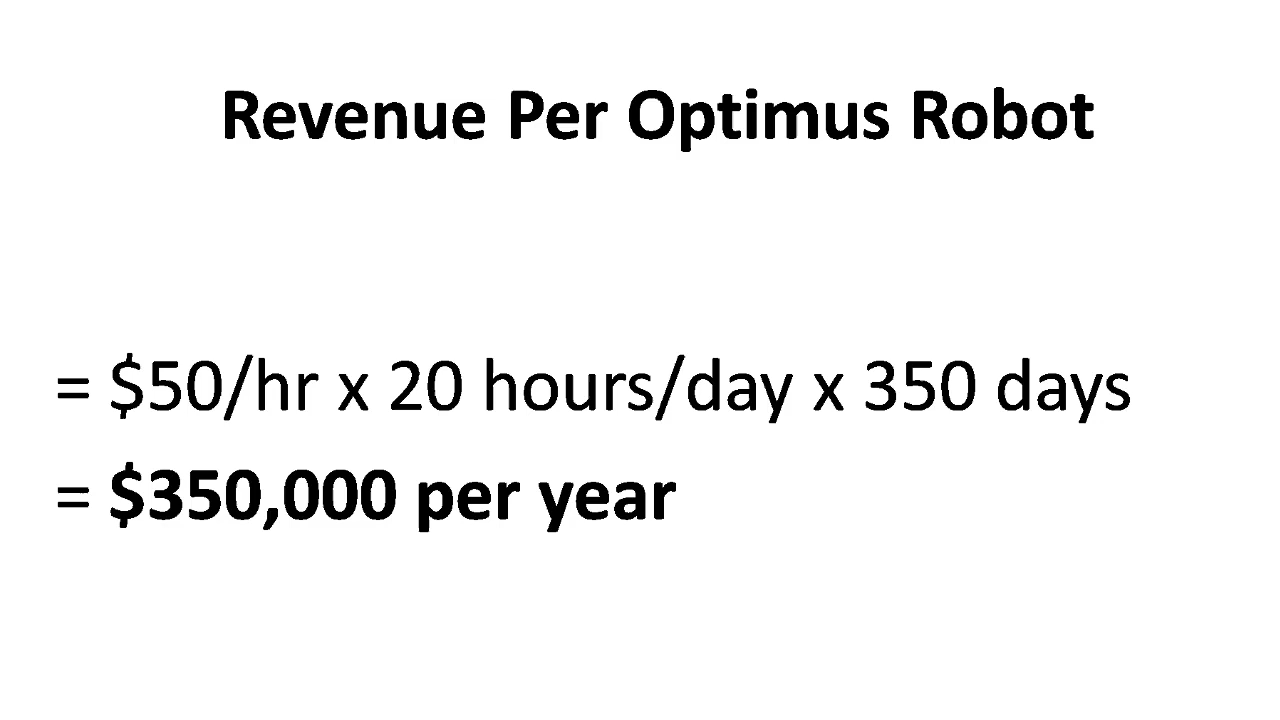 Revenue Per Optimus Robot
= $50/hr x 20 hours/day x 350 days
= $350,000 per year